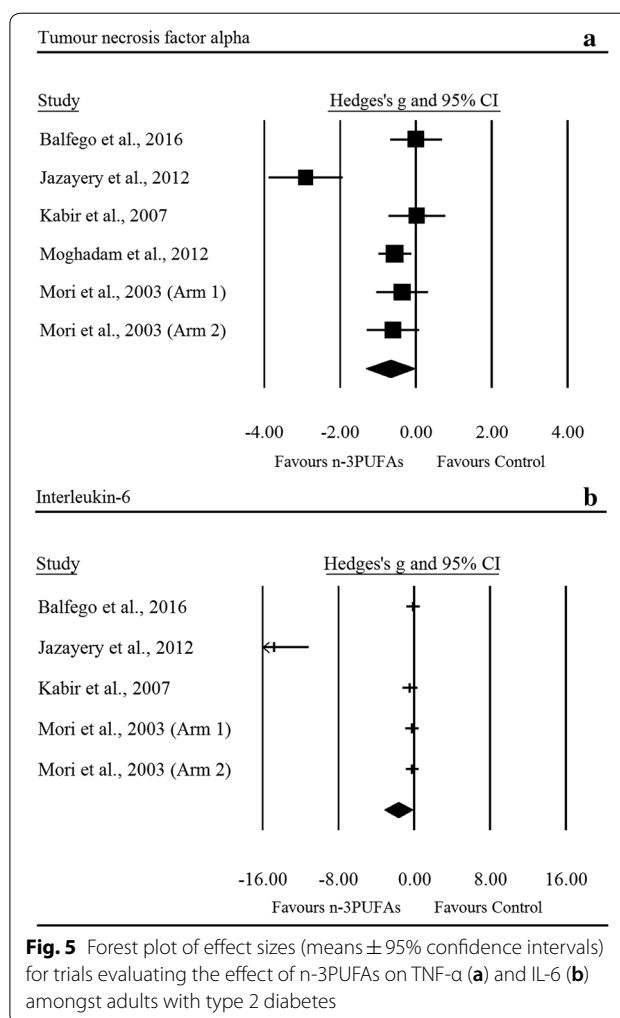 Tumour necrosis factor alpha a
Study Hedges's g and 95% CI
Balfego et al., 2016
Jazayery et al., 2012
Kabir et al., 2007
Moghadam et al., 2012
Mori et al., 2003 (Arm 1)
Mori et al., 2003 (Arm 2)
-4.00 -2.00 0.00 2.00 4.00
Favours n-3PUFAs Favours Control
Interleukin-6 b
Study Hedges's g and 95% CI
Balfego et al., 2016
Jazayery et al., 2012
Kabir et al., 2007
Mori et al., 2003 (Arm 1)
Mori et al., 2003 (Arm 2)
-16.00 -8.00 0.00 8.00 16.00
Favours n-3PUFAs Favours Control
Fig. 5 Forest plot of effect sizes (means ± 95% confidence intervals)
for trials evaluating the effect of n-3PUFAs on TNF-α (a) and IL-6 (b)
amongst adults with type 2 diabetes